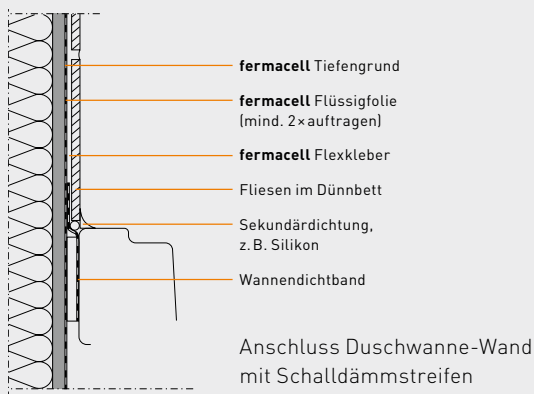 fermacell Tiefengrund
fermacell Flüssigfolie
(mind. 2×auftragen)
fermacell Flexkleber
Fliesen im Dünnbett
Sekundärdichtung,
z.B. Silikon
Wannendichtband
Anschluss Duschwanne-Wand
mit Schalldämmstreifen